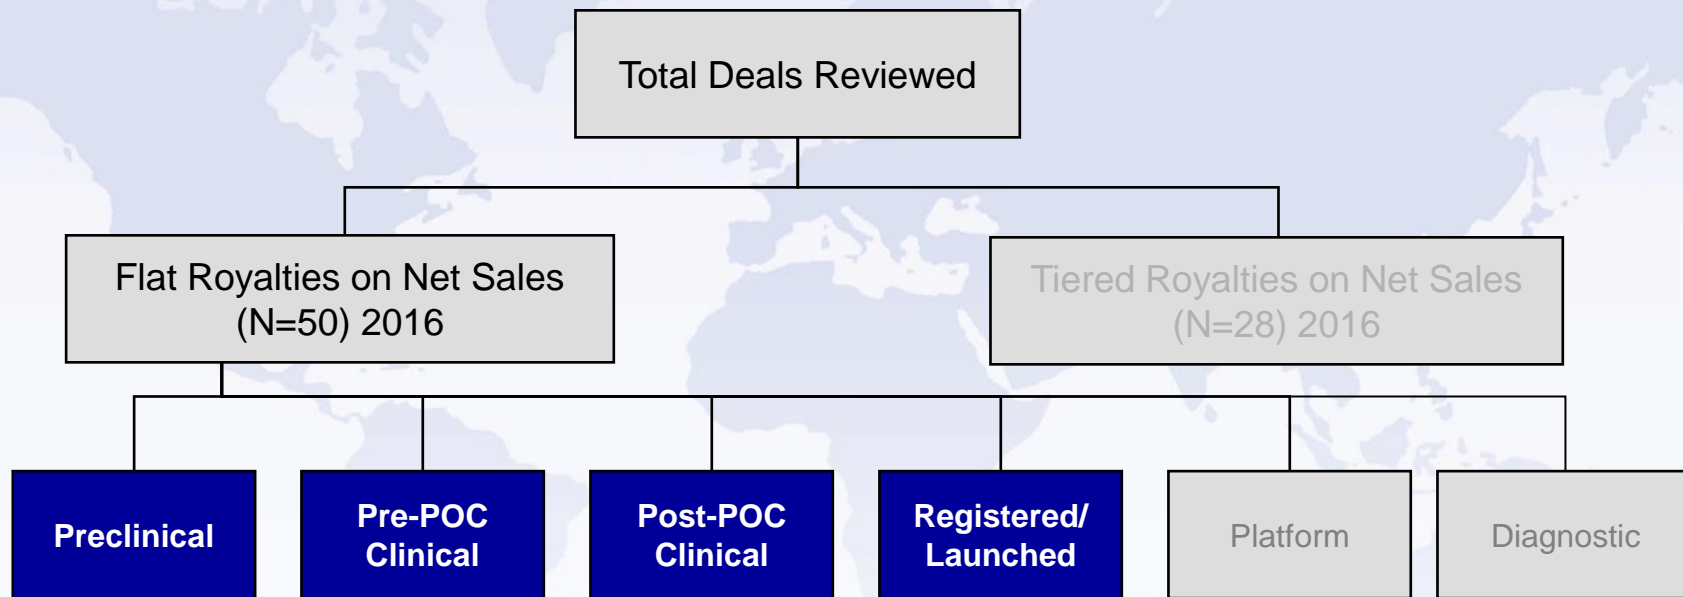 Total Deals Reviewed
Flat Royalties on Net Sales
(N=50) 2016
Tiered Royalties on Net Sales
(N=28) 2016
Preclinical
Pre-POC
Clinical
Post-POC
Clinical
Registered/
Launched
Platform
Diagnostic